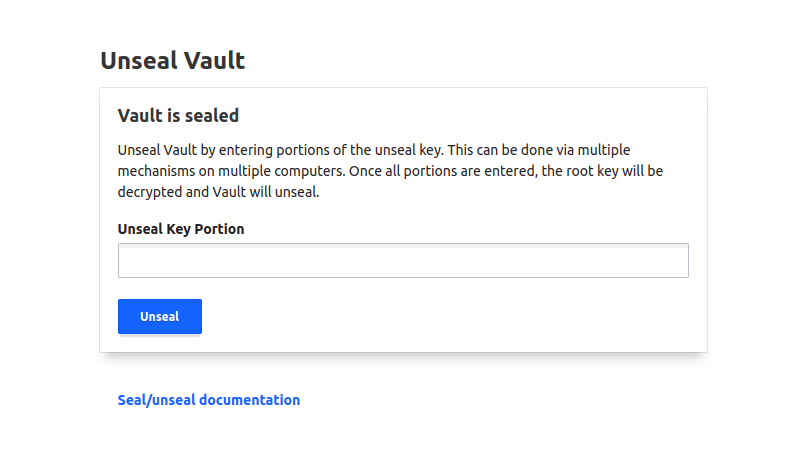 Unseal Vault
Vault is sealed
Unseal Vault by entering portions of the unseal key. This can be done via multiple
mechanisms on multiple computers. Once all portions are entered, the root key will be
decrypted and Vault will unseal.
Unseal Key Portion
Unseal
Seal/unseal documentation